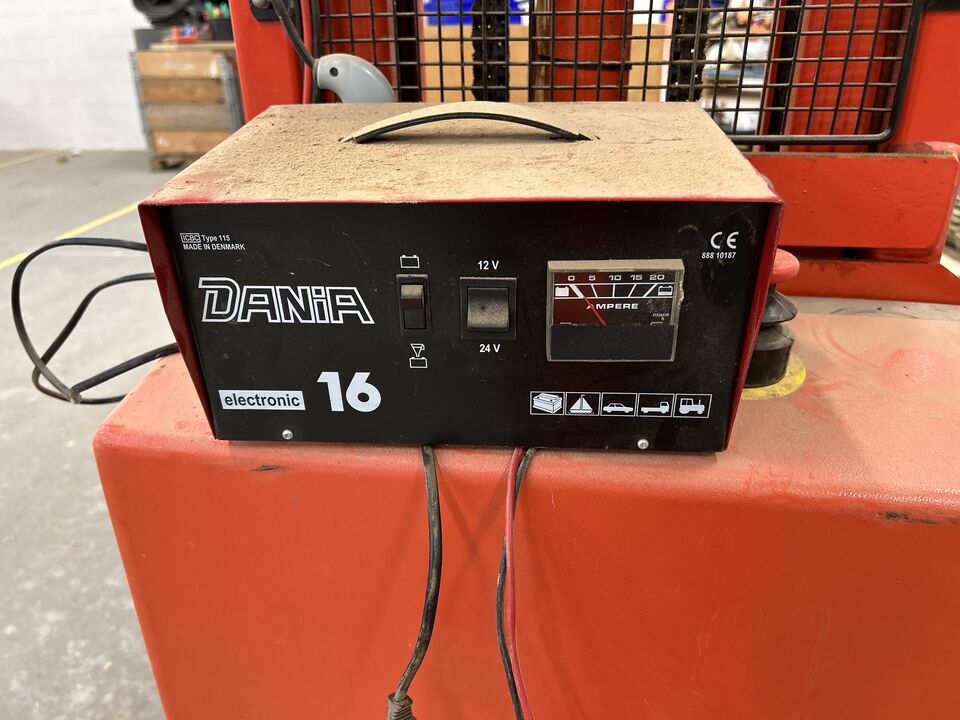 ICBC Type 115
MADE IN DENMARK
DANIA
electronic
16
12 V
24 V
0 5 10 15 20
AMPERE
CE
888 10187